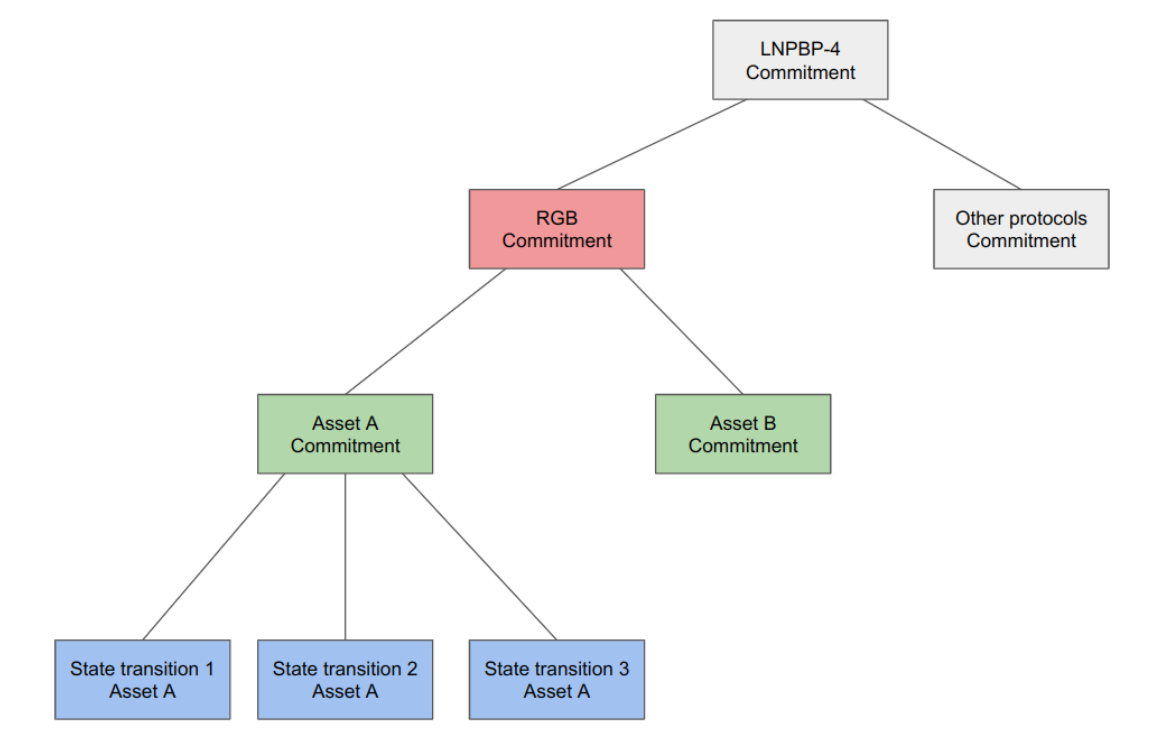 LNPBP-4
Commitment
RGB
Commitment
Other protocols
Commitment
Asset A
Commitment
Asset B
Commitment
State transition 1
Asset A
State transition 2
Asset A
State transition 3
Asset A